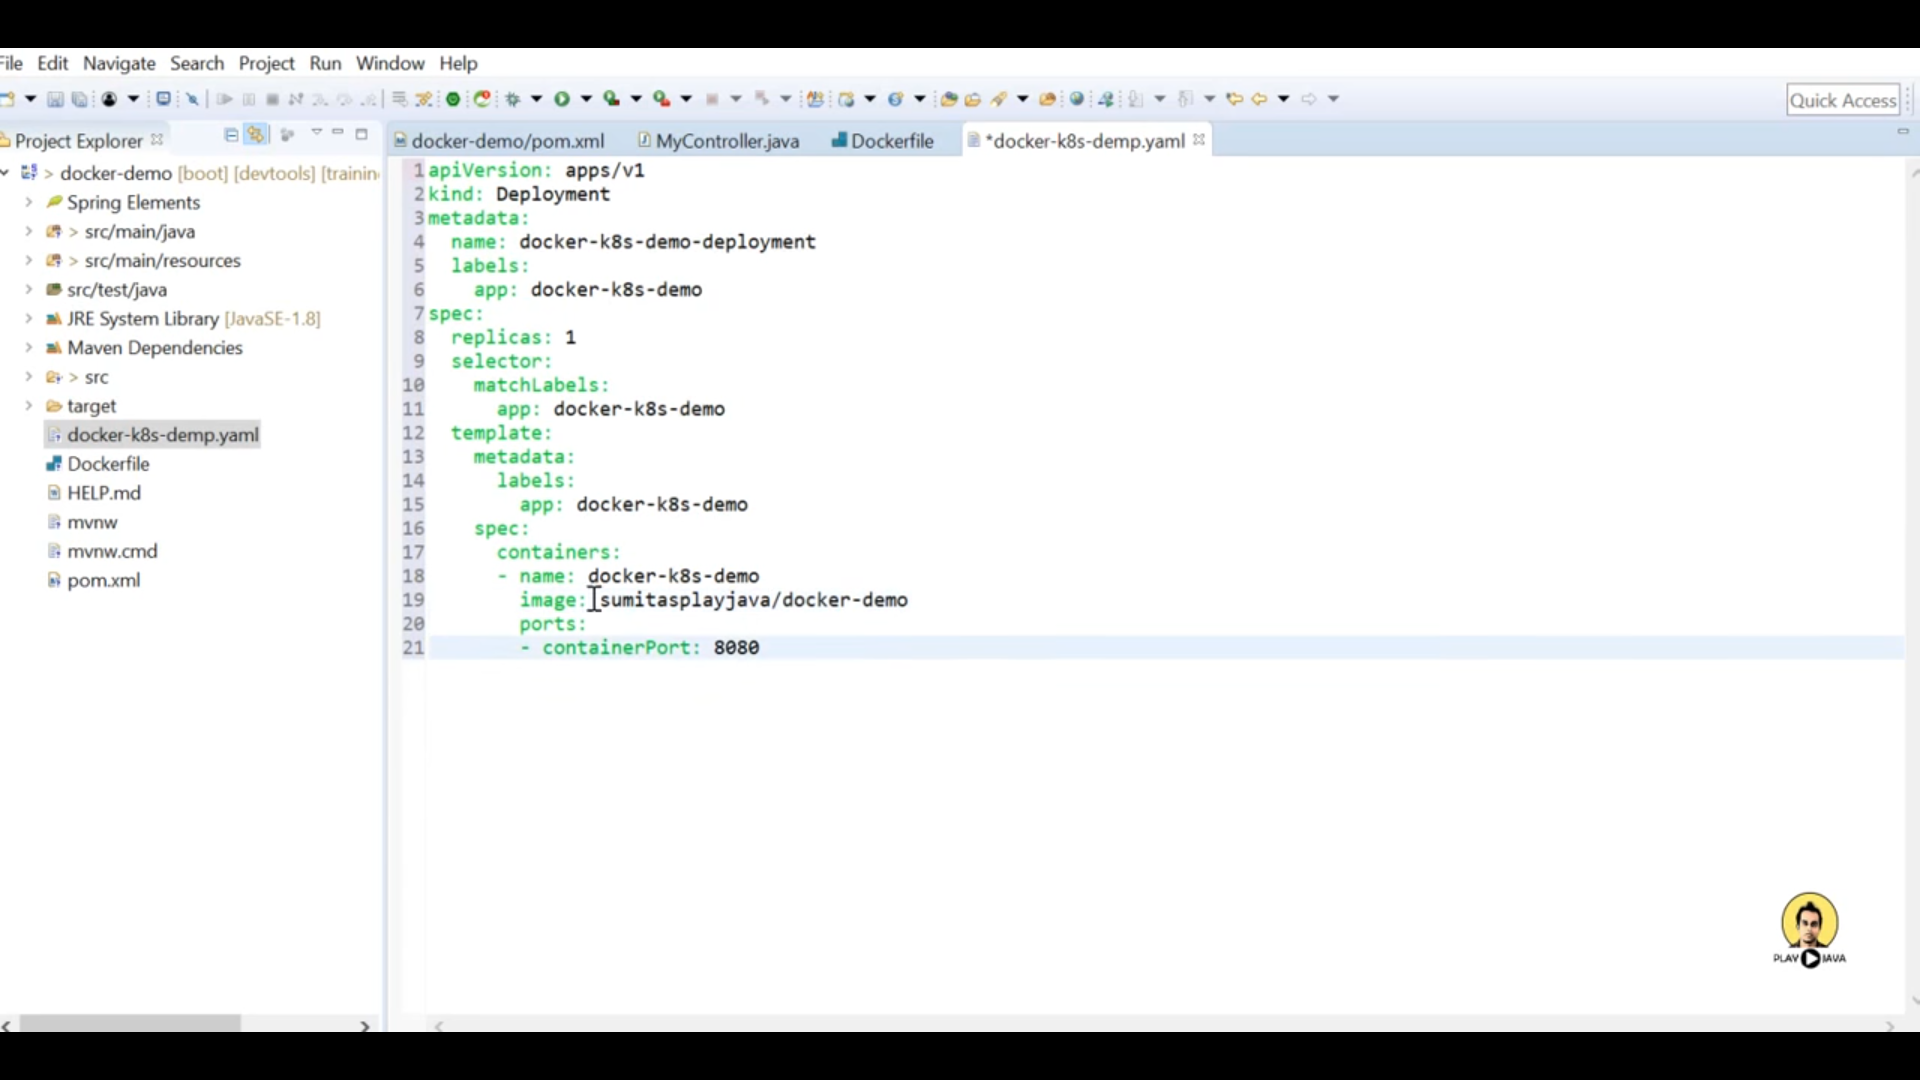 File Edit Navigate Search Project Run Window Help
Quick Access
Project Explorer
docker-demo/pom.xml
MyController.java
Dockerfile
*docker-k8s-demp.yaml
> docker-demo [boot] [devtools] [trainin
Spring Elements
> src/main/java
> src/main/resources
src/test/java
JRE System Library [JavaSE-1.8]
Maven Dependencies
> src
target
docker-k8s-demp.yaml
Dockerfile
HELP.md
mvnw
mvnw.cmd
pom.xml
1 apiVersion: apps/v1
2 kind: Deployment
3 metadata:
4   name: docker-k8s-demo-deployment
5   labels:
6     app: docker-k8s-demo
7 spec:
8   replicas: 1
9   selector:
10     matchLabels:
11       app: docker-k8s-demo
12   template:
13     metadata:
14       labels:
15         app: docker-k8s-demo
16     spec:
17       containers:
18       - name: docker-k8s-demo
19         image: sumitasplayjava/docker-demo
20         ports:
21         - containerPort: 8080
PLAY JAVA